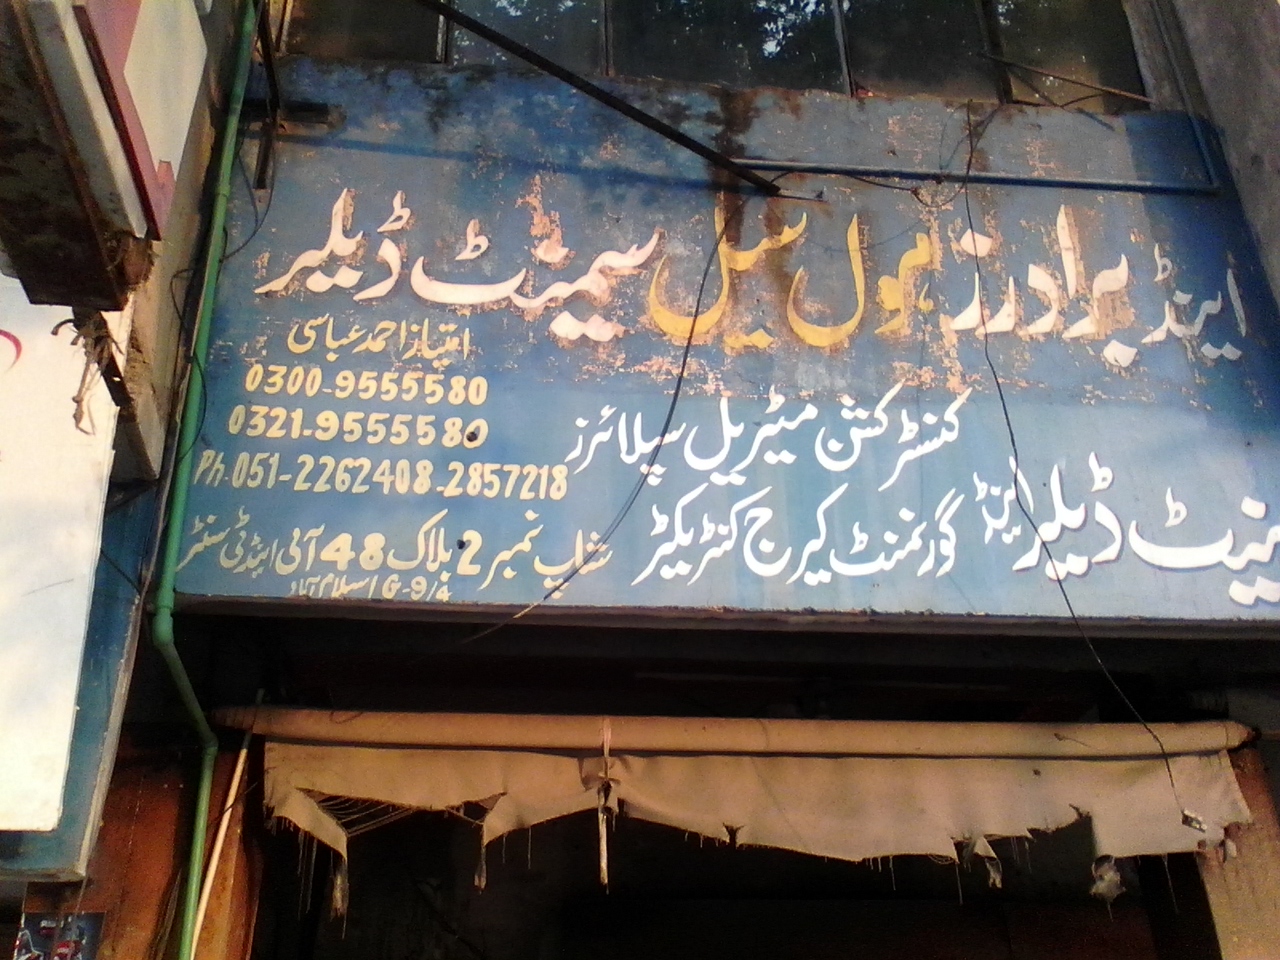 اینڈ برادرز ہول سیل سیمنٹ ڈیلر
امتیاز احمد عباسی
0300-9555580
0321-9555580
Ph.051-2262408-2857218
کنسٹرکشن میٹریل سپلائرز
ڈیلر اینڈ گورنمنٹ کیرج کنٹریکٹر
شاپ نمبر 2 بلاک 48 آئی اینڈ ٹی سنٹر
G-9/4 اسلام آباد